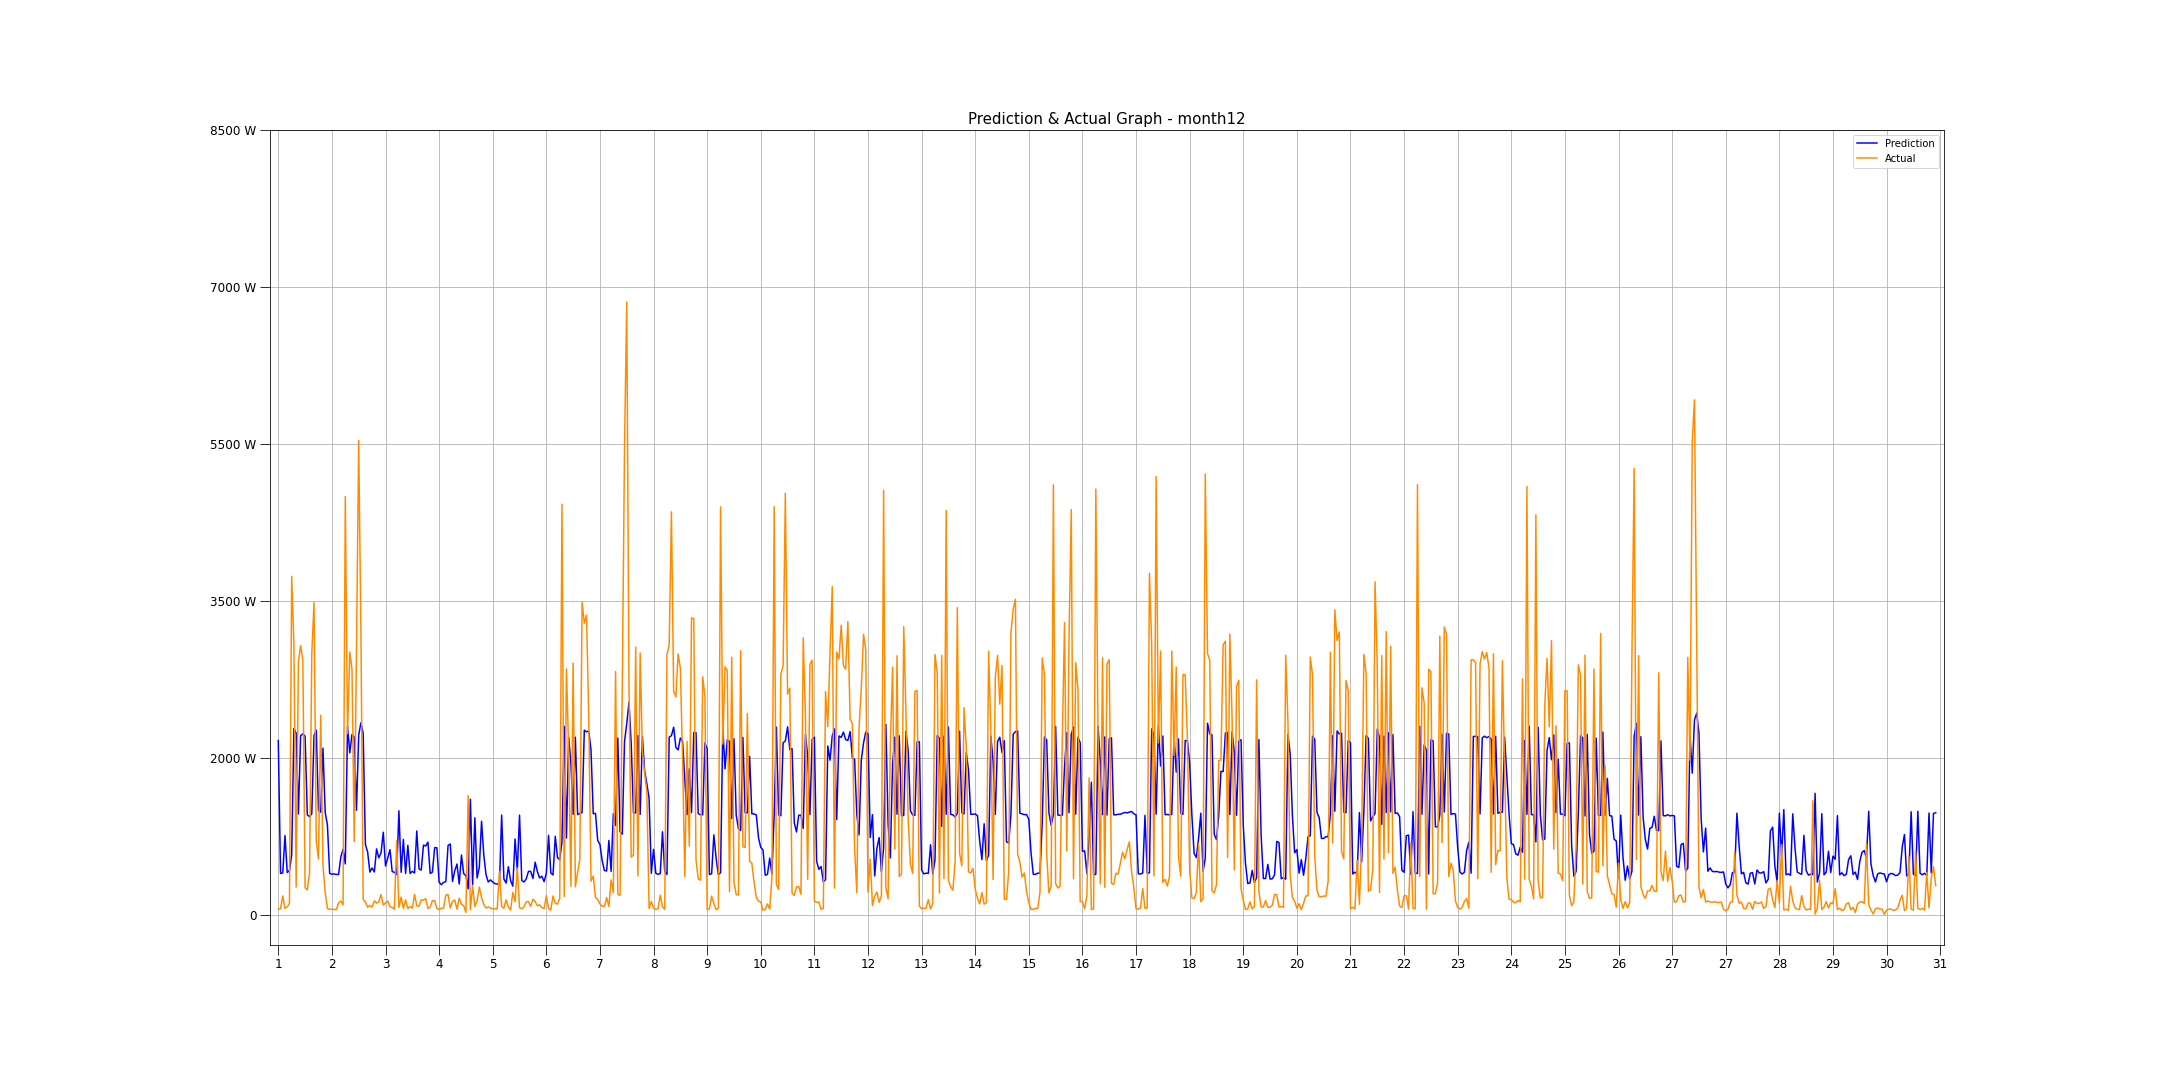 Prediction & Actual Graph - month12
8500 W
7000 W
5500 W
3500 W
2000 W
0
Prediction
Actual
1 2 3 4 5 6 7 8 9 10 11 12 13 14 15 16 17 18 19 20 21 22 23 24 25 26 27 27 28 29 30 31